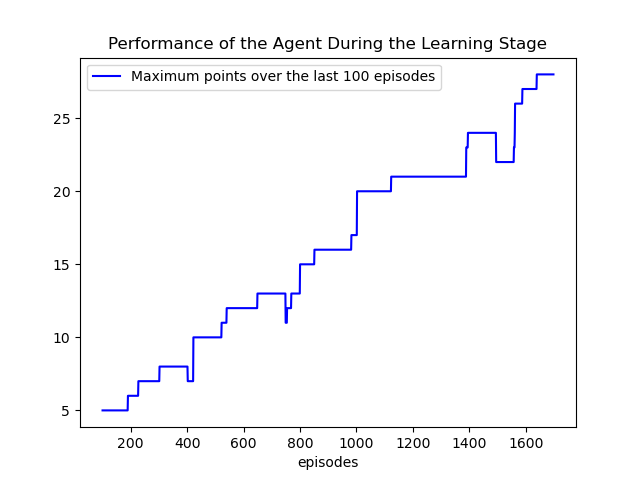 Performance of the Agent During the Learning Stage
Maximum points over the last 100 episodes
25
20
15
10
5
200 400 600 800 1000 1200 1400 1600
episodes